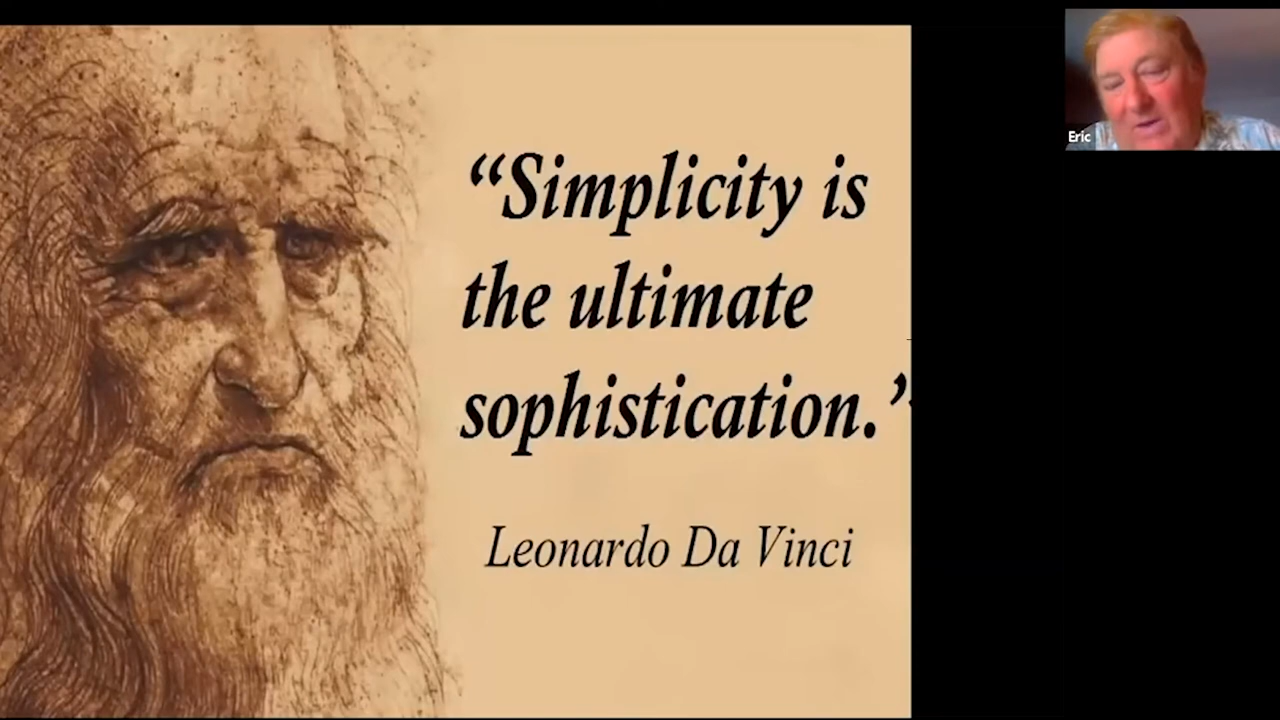 “Simplicity is
the ultimate
sophistication.”
Leonardo Da Vinci
Eric